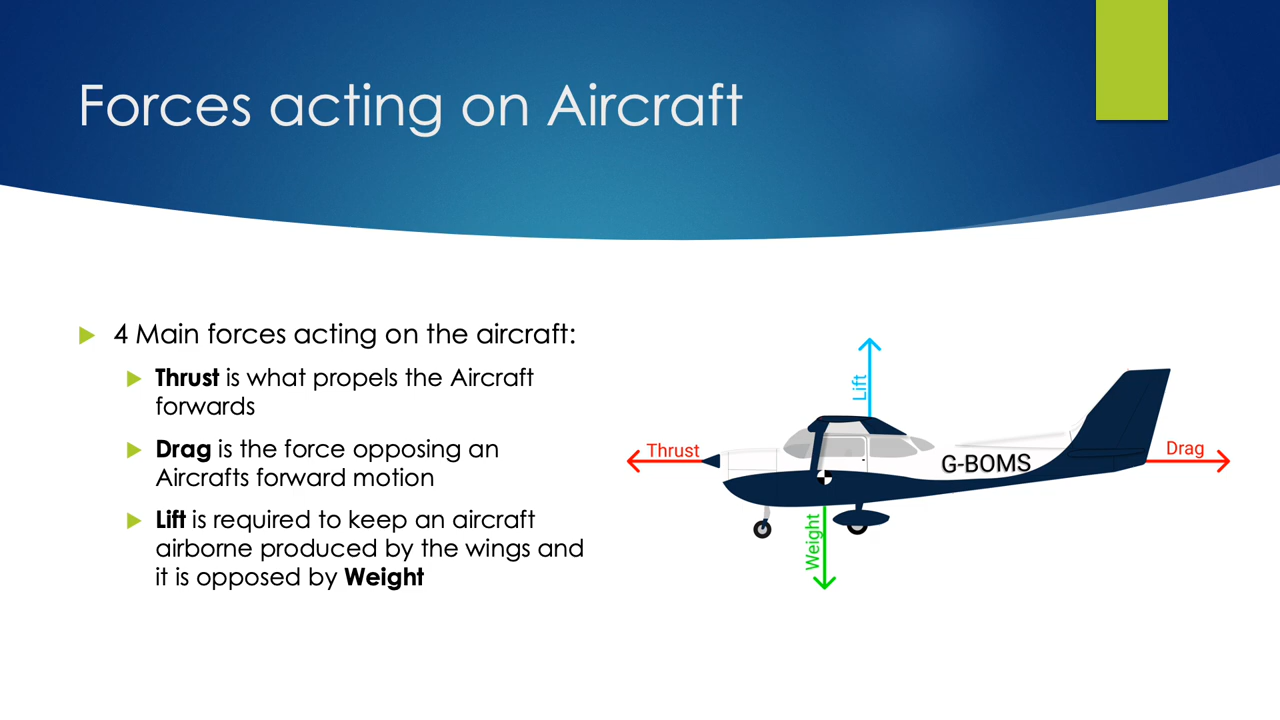 Forces acting on Aircraft
4 Main forces acting on the aircraft:
Thrust is what propels the Aircraft
forwards
Drag is the force opposing an
Aircrafts forward motion
Lift is required to keep an aircraft
airborne produced by the wings and
it is opposed by Weight
Lift
Thrust
Drag
G-BOMS
Weight